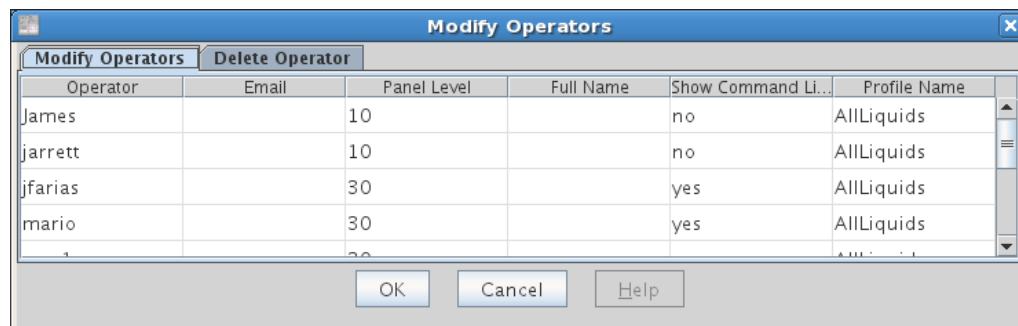 Modify Operators
Modify Operators Delete Operator
Operator Email Panel Level Full Name Show Command Li... Profile Name
James 10 no AllLiquids
jarrett 10 no AllLiquids
jfarias 30 yes AllLiquids
mario 30 yes AllLiquids
OK Cancel Help